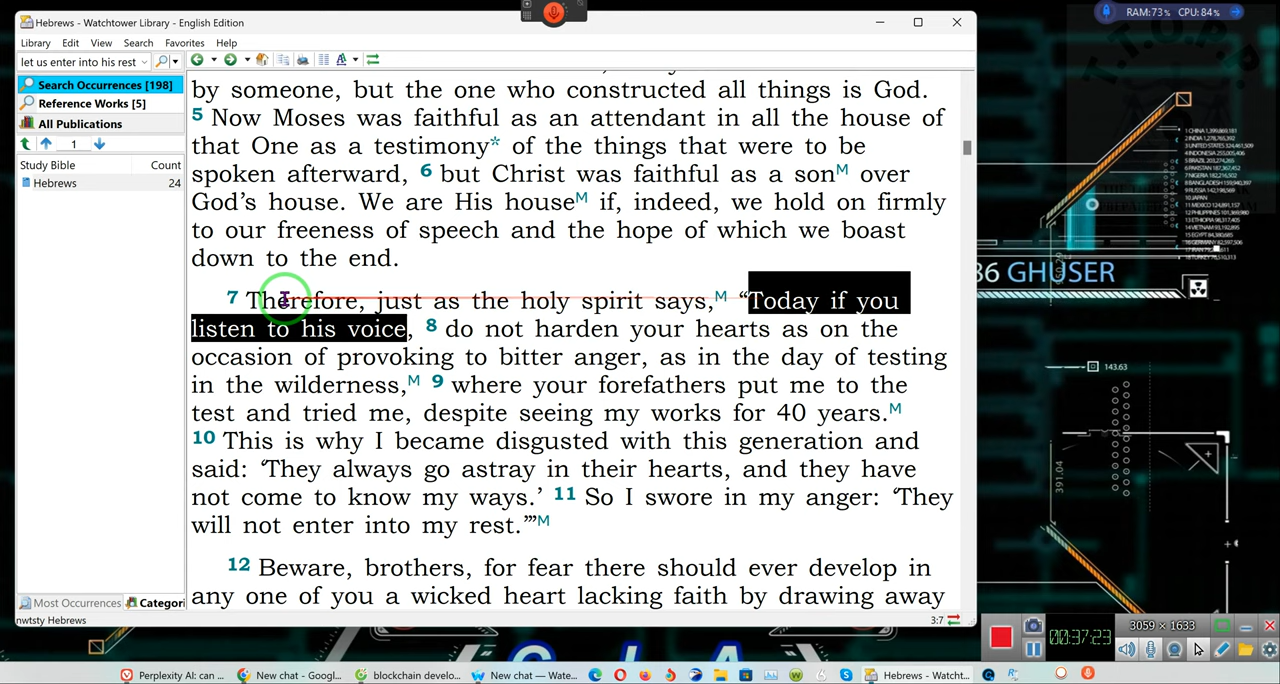 RAM: 73% CPU: 84%
Hebrews - Watchtower Library - English Edition
Library Edit View Search Favorites Help
let us enter into his rest
Search Occurrences [198]
Reference Works [5]
All Publications
1
Study Bible Count
Hebrews 24
by someone, but the one who constructed all things is God.
5 Now Moses was faithful as an attendant in all the house of
that One as a testimony* of the things that were to be
spoken afterward, 6 but Christ was faithful as a sonM over
God’s house. We are His houseM if, indeed, we hold on firmly
to our freeness of speech and the hope of which we boast
down to the end.
7 Therefore, just as the holy spirit says,M “Today if you
listen to his voice, 8 do not harden your hearts as on the
occasion of provoking to bitter anger, as in the day of testing
in the wilderness,M 9 where your forefathers put me to the
test and tried me, despite seeing my works for 40 years.M
10 This is why I became disgusted with this generation and
said: ‘They always go astray in their hearts, and they have
not come to know my ways.’ 11 So I swore in my anger: ‘They
will not enter into my rest.’”M
12 Beware, brothers, for fear there should ever develop in
any one of you a wicked heart lacking faith by drawing away
Most Occurrences Categori
nwtsty Hebrews 3:7
T.T.O.P.P.
1 CHINA 1,399,869,181
10 JAPAN
36 GHUSER
143.63
391.04
00:37:23
3059 × 1633
Perplexity AI: can ... New chat - Googl... blockchain develo... New chat — Wate... Hebrews - Watcht...